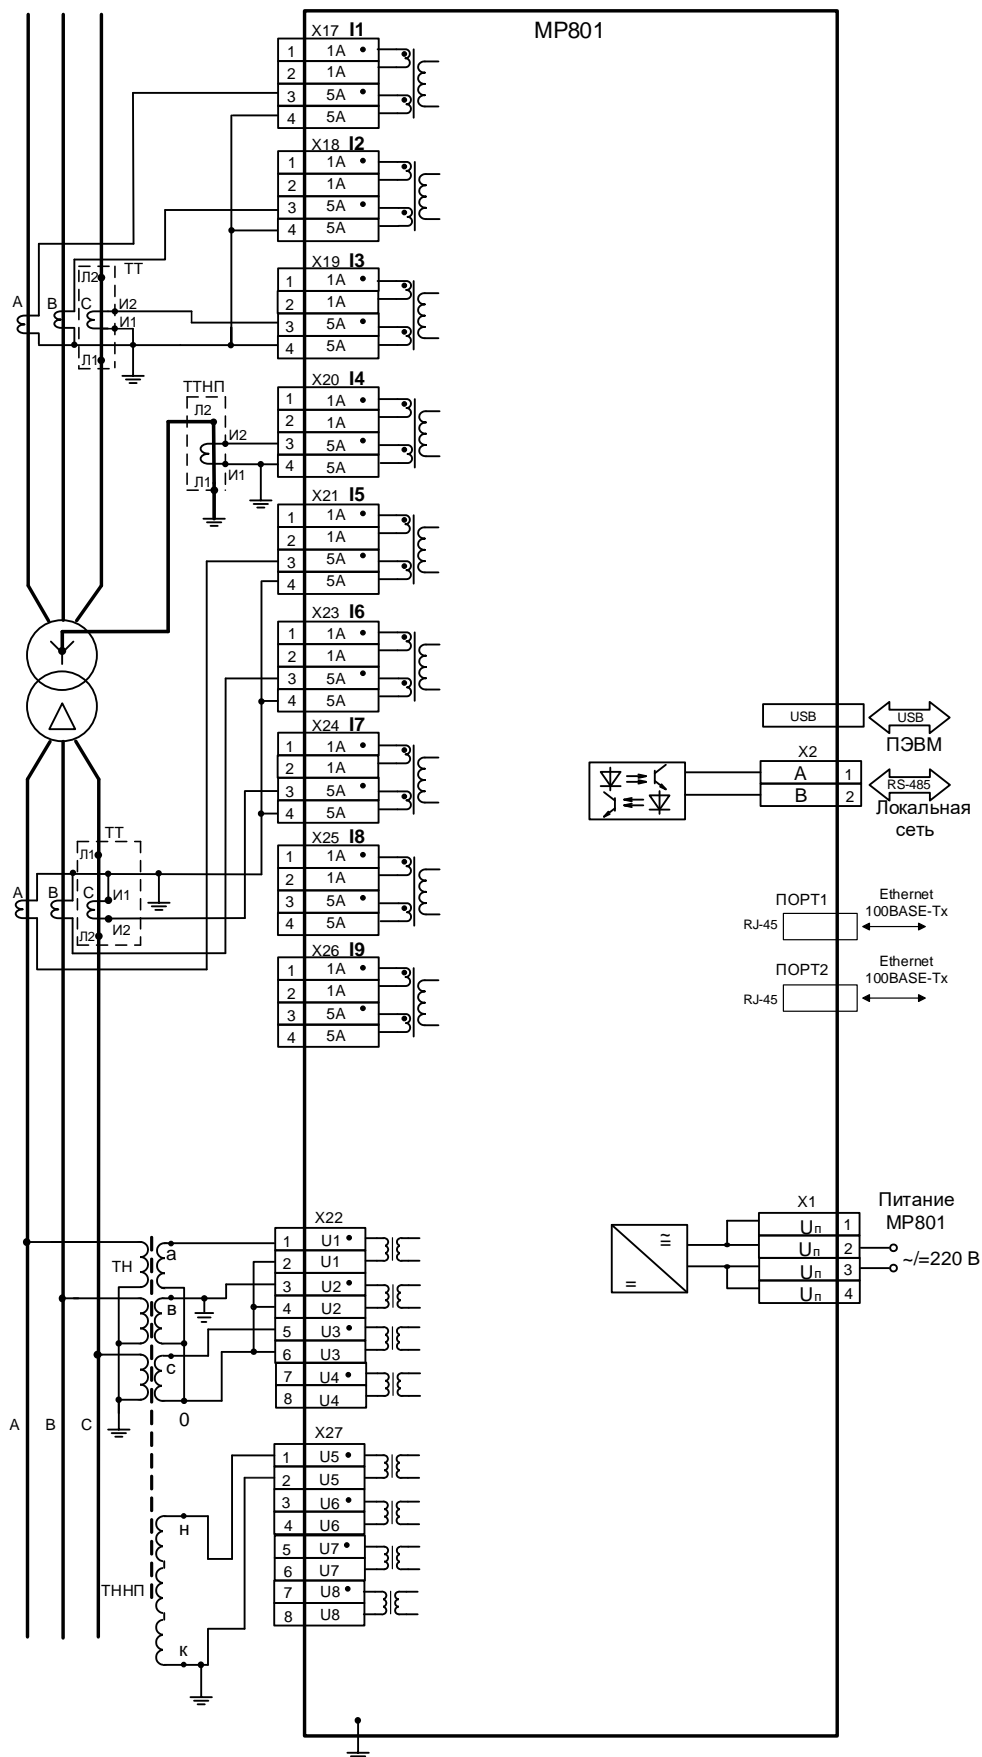 МР801
X17 I1
1 1А
2 1А
3 5А
4 5А
X18 I2
1 1А
2 1А
3 5А
4 5А
X19 I3
1 1А
2 1А
3 5А
4 5А
Л2 ТТ
А В С И2
И1
Л1
X20 I4
1 1А
2 1А
3 5А
4 5А
ТТНП
Л2
И2
И1
Л1
X21 I5
1 1А
2 1А
3 5А
4 5А
X23 I6
1 1А
2 1А
3 5А
4 5А
X24 I7
1 1А
2 1А
3 5А
4 5А
X25 I8
1 1А
2 1А
3 5А
4 5А
ТТ
Л1
А В С И1
И2
Л2
X26 I9
1 1А
2 1А
3 5А
4 5А
USB USB
ПЭВМ
X2
А 1
В 2
RS-485
Локальная
сеть
ПОРТ1
RJ-45
Ethernet
100BASE-Tx
ПОРТ2
RJ-45
Ethernet
100BASE-Tx
X22
1 U1
2 U1
3 U2
4 U2
5 U3
6 U3
7 U4
8 U4
ТН
а
в
с
0
А В С
X1
Uп 1
Uп 2
Uп 3
Uп 4
Питание
МР801
~/=220 В
≅
=
X27
1 U5
2 U5
3 U6
4 U6
5 U7
6 U7
7 U8
8 U8
н
ТННП
к